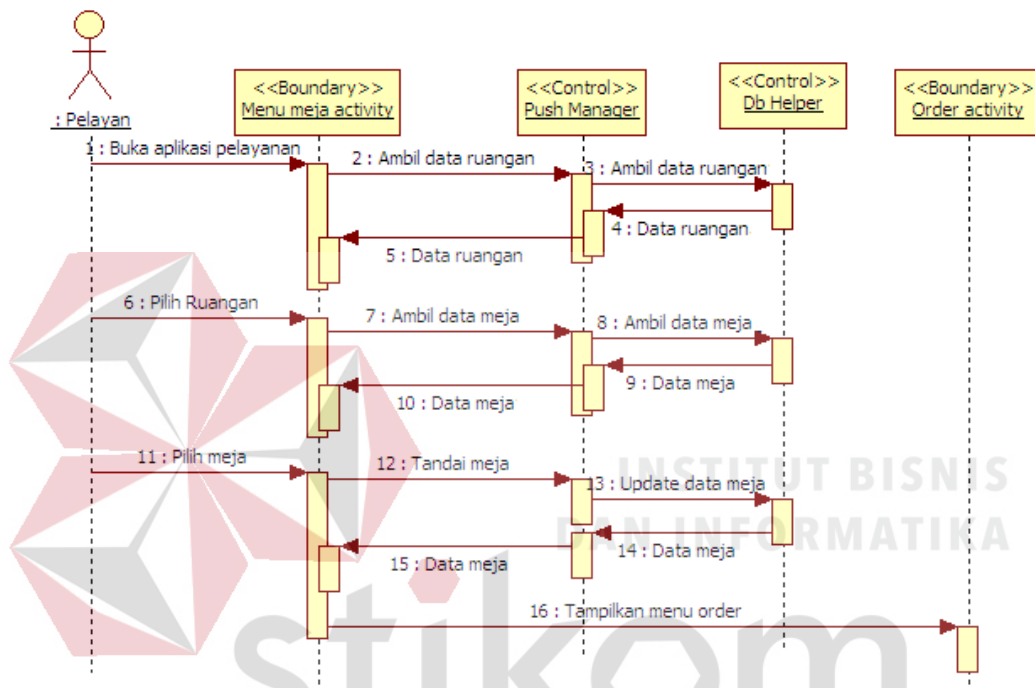 <<Boundary>>
Menu meja activity
<<Control>>
Push Manager
<<Control>>
Db Helper
<<Boundary>>
Order activity
: Pelayan
1 : Buka aplikasi pelayanan
2 : Ambil data ruangan
3 : Ambil data ruangan
4 : Data ruangan
5 : Data ruangan
6 : Pilih Ruangan
7 : Ambil data meja
8 : Ambil data meja
9 : Data meja
10 : Data meja
11 : Pilih meja
12 : Tandai meja
INSTITUT BISNIS
13 : Update data meja
DAN INFORMATIKA
14 : Data meja
15 : Data meja
16 : Tampilkan menu order
stikom